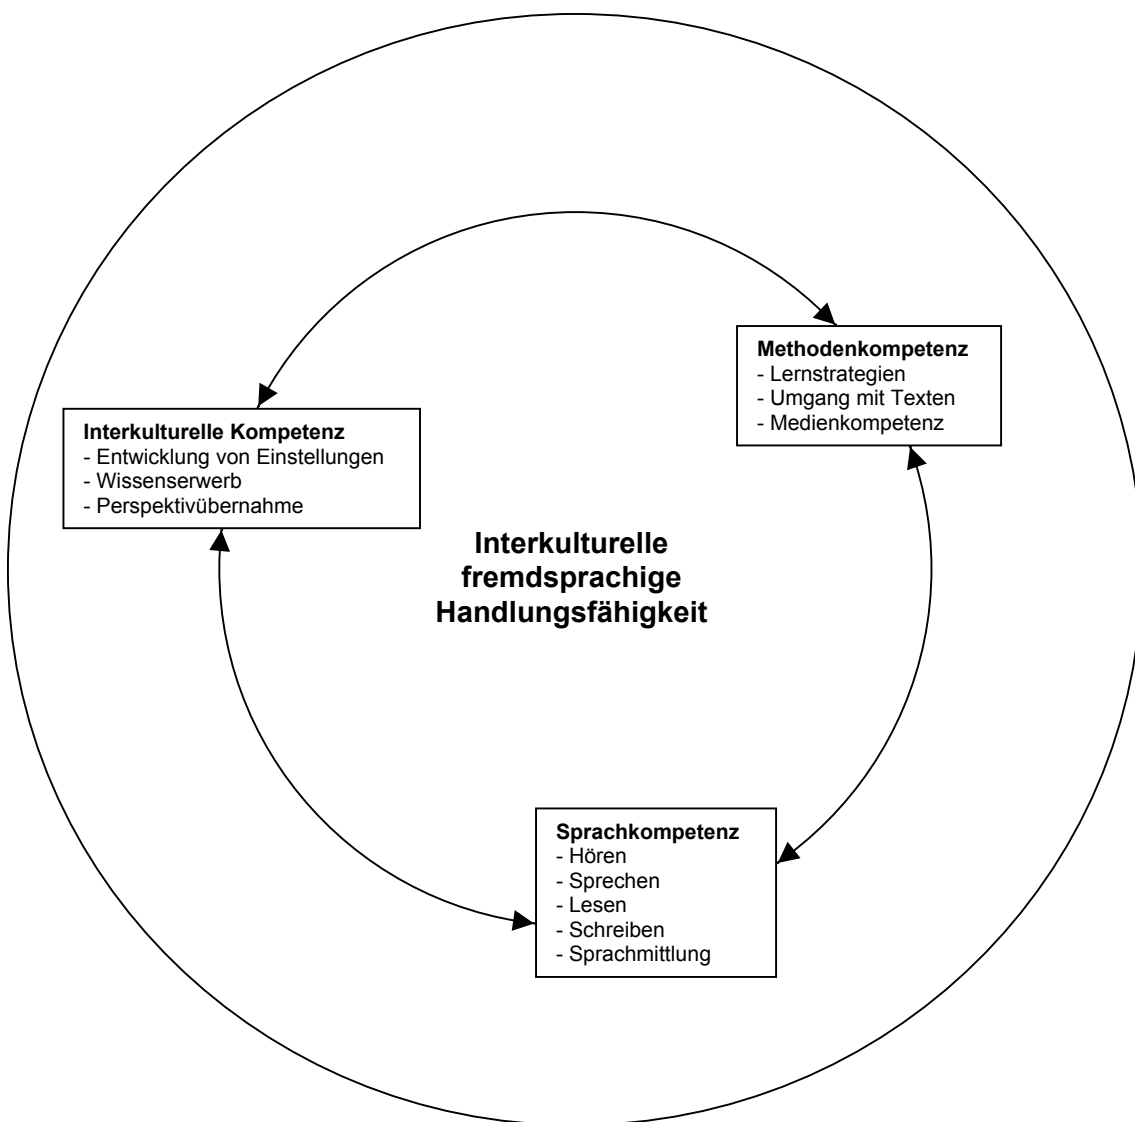 Methodenkompetenz
- Lernstrategien
- Umgang mit Texten
- Medienkompetenz
Interkulturelle Kompetenz
- Entwicklung von Einstellungen
- Wissenserwerb
- Perspektivübernahme
Interkulturelle
fremdsprachige
Handlungsfähigkeit
Sprachkompetenz
- Hören
- Sprechen
- Lesen
- Schreiben
- Sprachmittlung